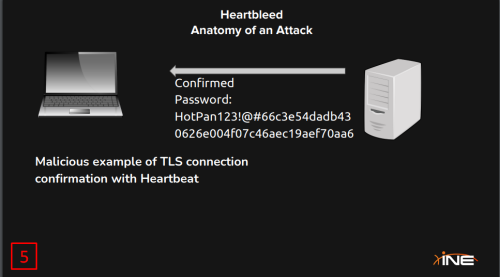 Heartbleed
Anatomy of an Attack
Confirmed
Password:
HotPan123!@#66c3e54dadb43
0626e004f07c46aec19aef70aa6
Malicious example of TLS connection
confirmation with Heartbeat
5
INE